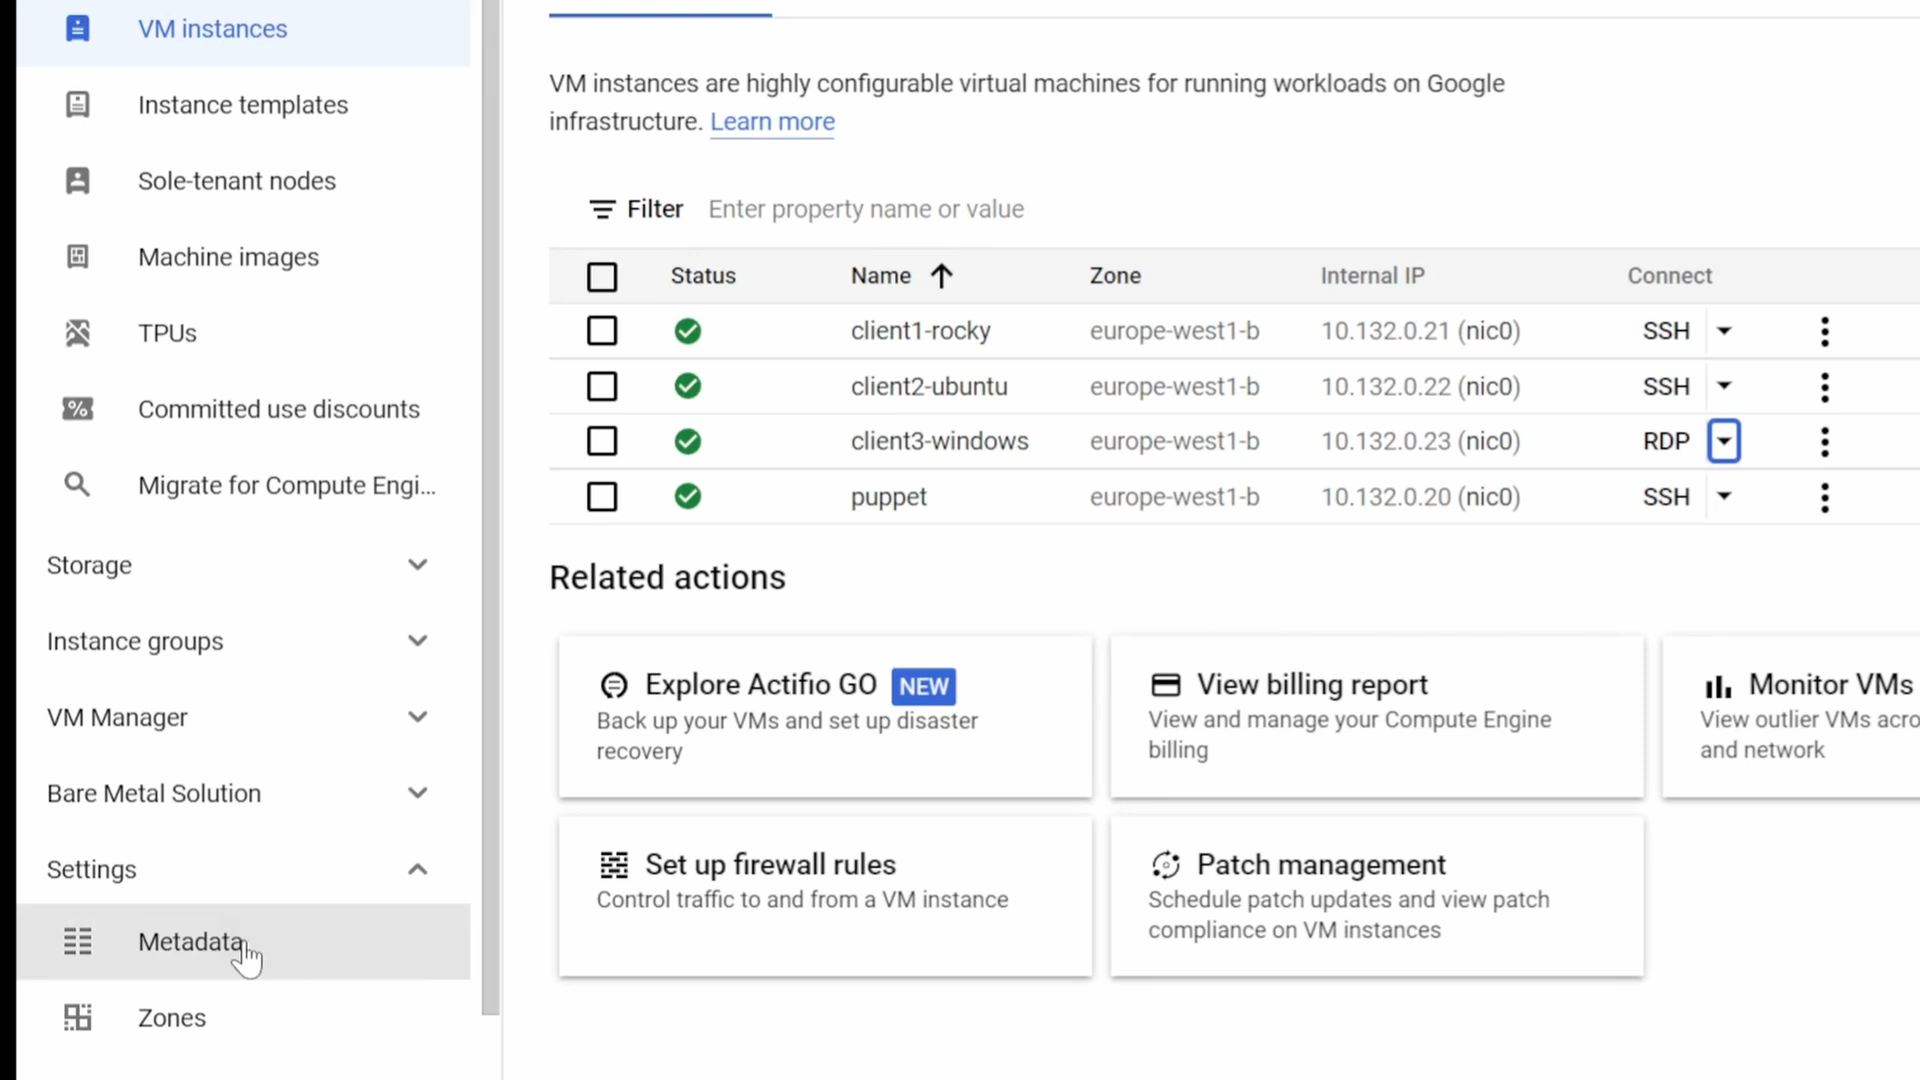 VM instances
Instance templates
Sole-tenant nodes
Machine images
TPUs
Committed use discounts
Migrate for Compute Engi...
Storage
Instance groups
VM Manager
Bare Metal Solution
Settings
Metadata
Zones
VM instances are highly configurable virtual machines for running workloads on Google
infrastructure. Learn more
Filter Enter property name or value
Status Name Zone Internal IP Connect
client1-rocky europe-west1-b 10.132.0.21 (nic0) SSH
client2-ubuntu europe-west1-b 10.132.0.22 (nic0) SSH
client3-windows europe-west1-b 10.132.0.23 (nic0) RDP
puppet europe-west1-b 10.132.0.20 (nic0) SSH
Related actions
Explore Actifio GO NEW
Back up your VMs and set up disaster
recovery
View billing report
View and manage your Compute Engine
billing
Monitor VMs
View outlier VMs acro
and network
Set up firewall rules
Control traffic to and from a VM instance
Patch management
Schedule patch updates and view patch
compliance on VM instances